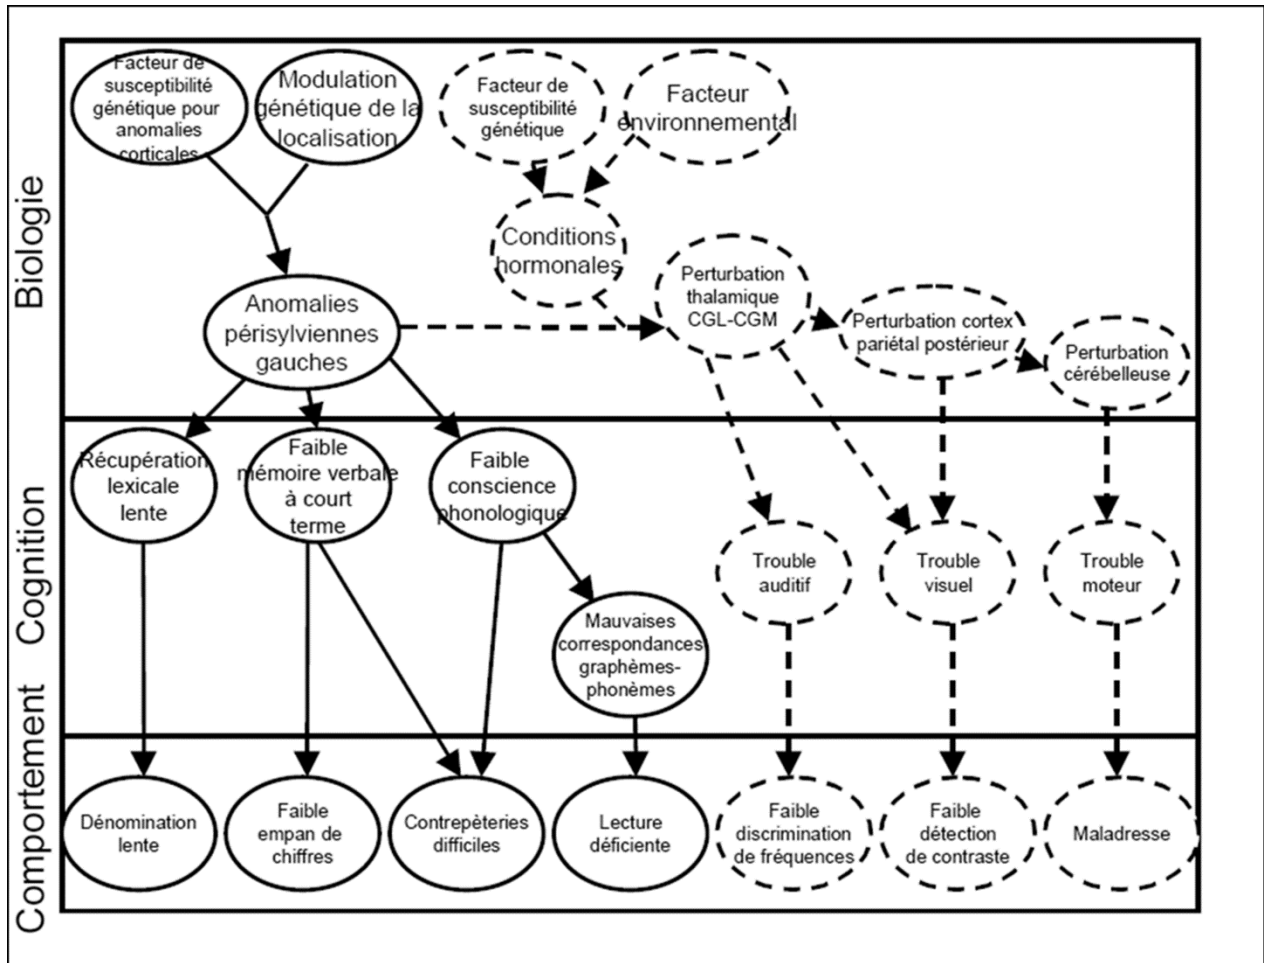 Biologie
Facteur de
susceptibilité
génétique pour
anomalies
corticales
Modulation
génétique de la
localisation
Facteur de
susceptibilité
génétique
Facteur
environnemental
Conditions
hormonales
Anomalies
périsylviennes
gauches
Perturbation
thalamique
CGL-CGM
Perturbation cortex
pariétal postérieur
Perturbation
cérébelleuse
Cognition
Récupération
lexicale
lente
Faible
mémoire verbale
à court
terme
Faible
conscience
phonologique
Mauvaises
correspondances
graphèmes-
phonèmes
Trouble
auditif
Trouble
visuel
Trouble
moteur
Comportement
Dénomination
lente
Faible
empan de
chiffres
Contrepèteries
difficiles
Lecture
déficiente
Faible
discrimination
de fréquences
Faible
détection
de contraste
Maladresse